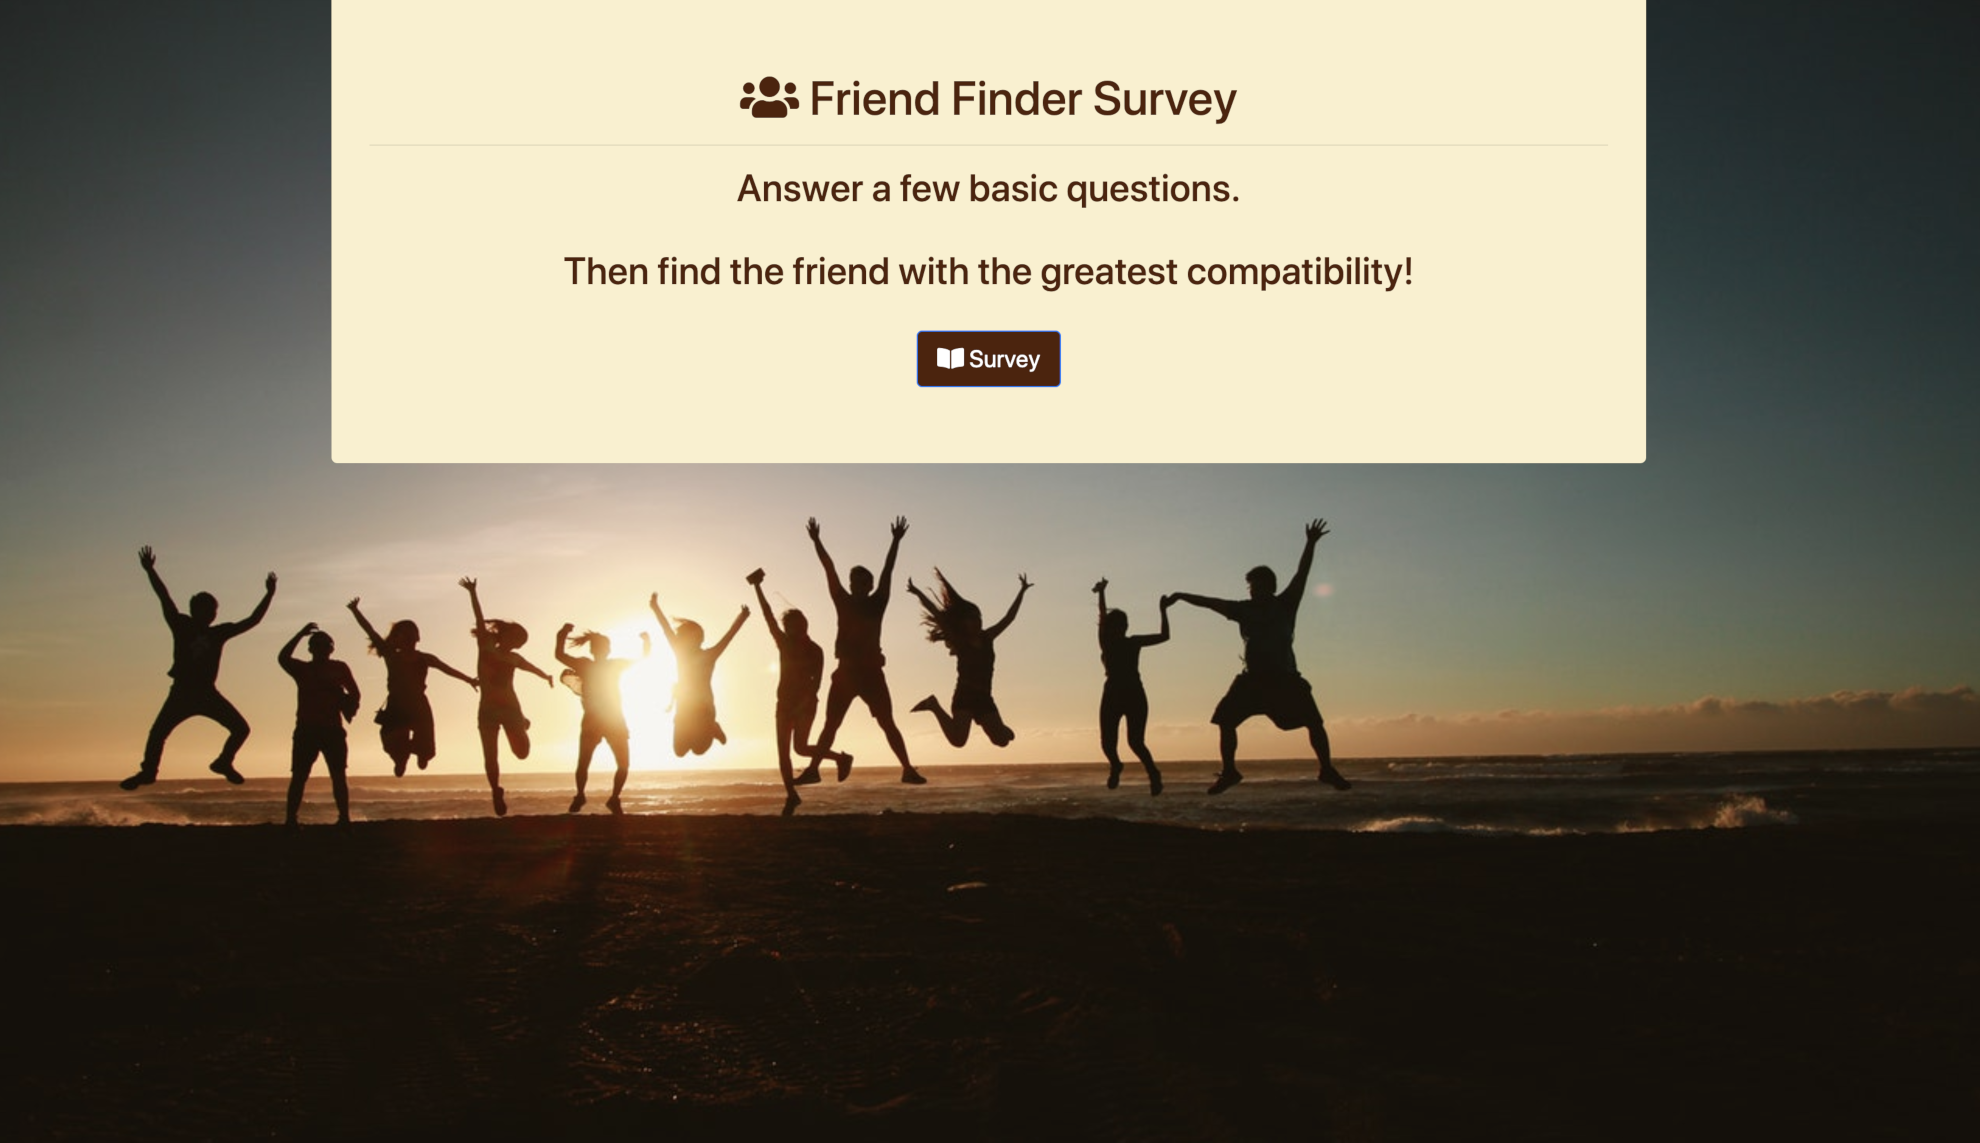 Friend Finder Survey
Answer a few basic questions.
Then find the friend with the greatest compatibility!
Survey